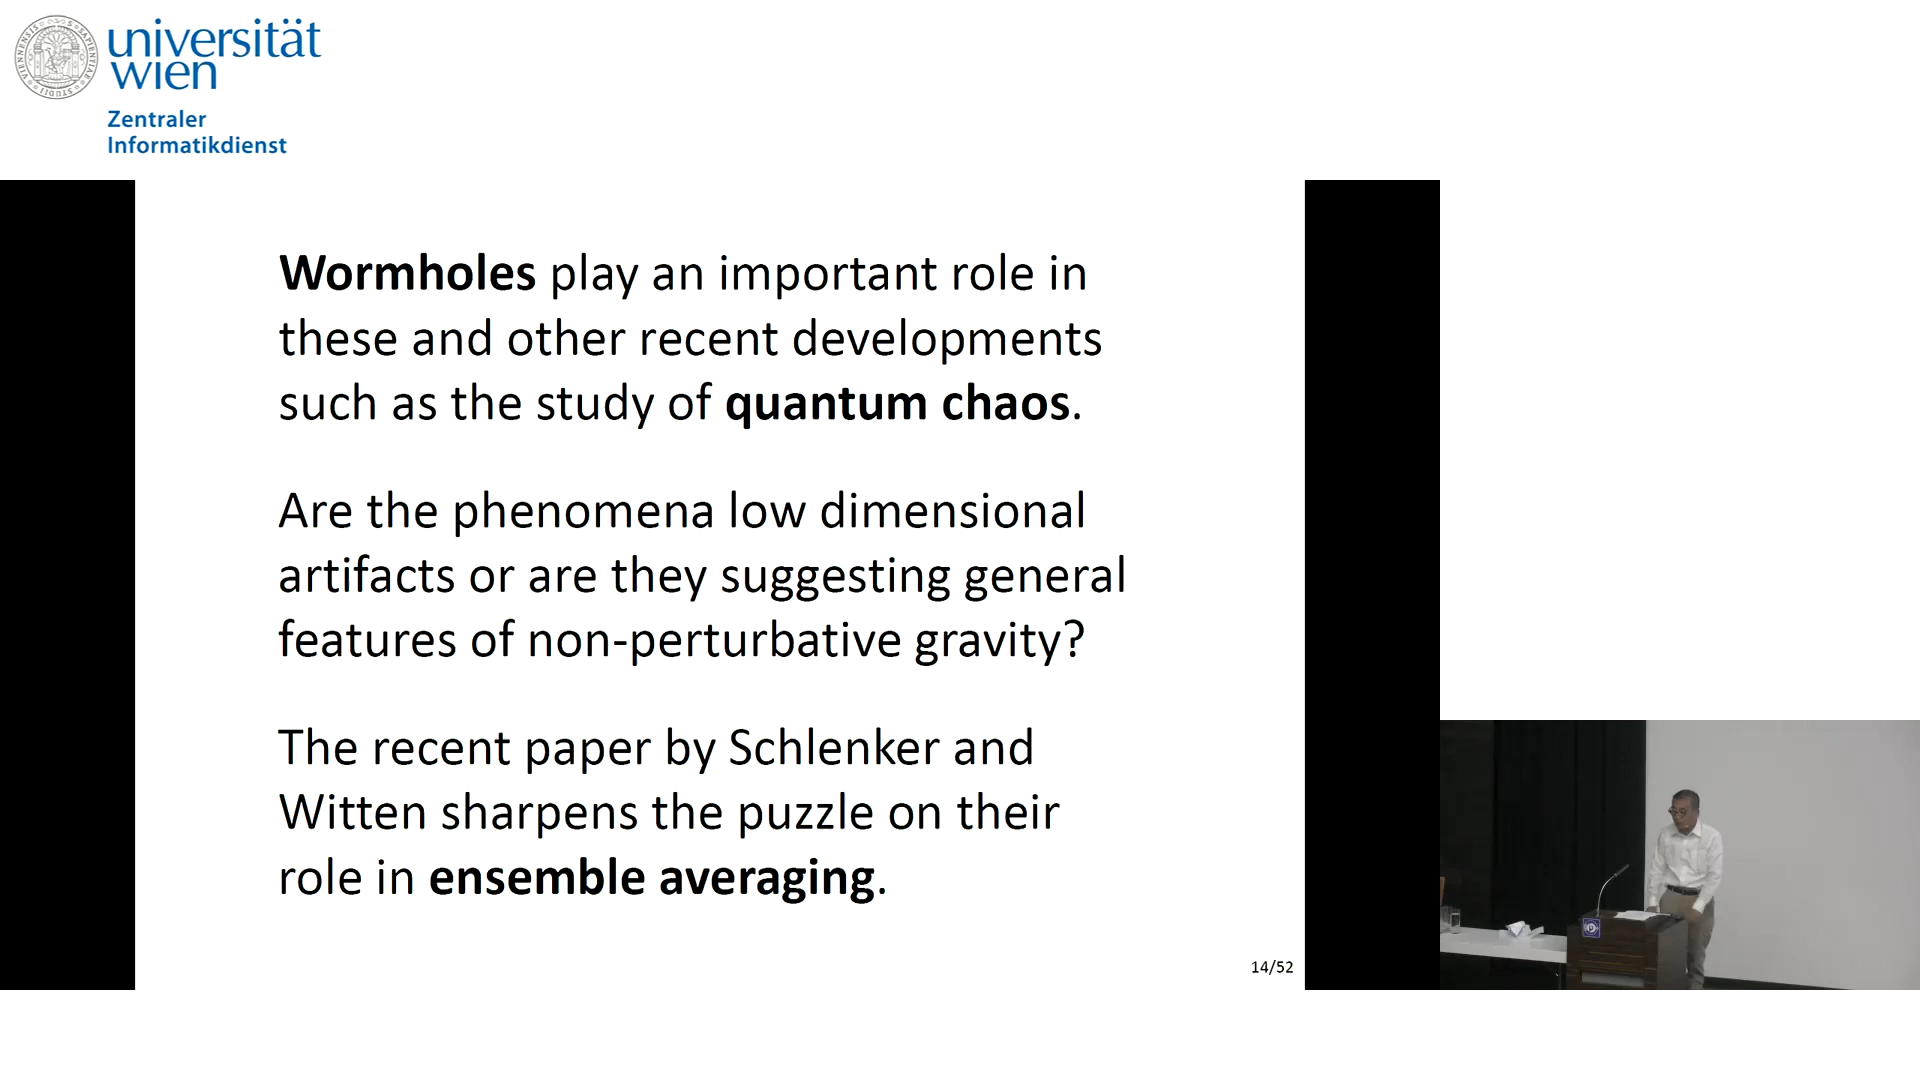 universität
wien
Zentraler
Informatikdienst
Wormholes play an important role in
these and other recent developments
such as the study of quantum chaos.
Are the phenomena low dimensional
artifacts or are they suggesting general
features of non-perturbative gravity?
The recent paper by Schlenker and
Witten sharpens the puzzle on their
role in ensemble averaging.
14/52